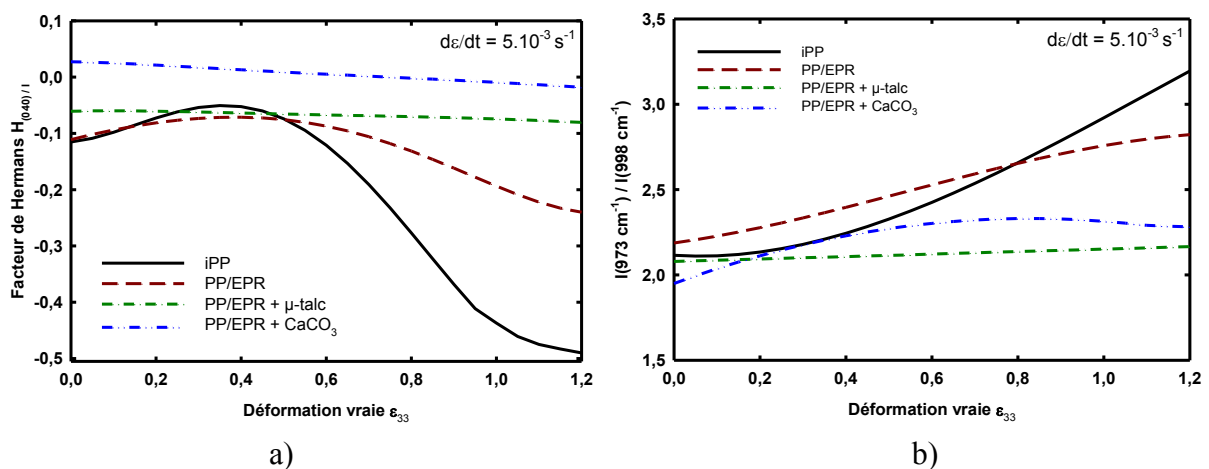 dε/dt = 5.10⁻³ s⁻¹
Facteur de Hermans H(040) / I
0,1
0,0
-0,1
-0,2
-0,3
-0,4
-0,5
iPP
PP/EPR
PP/EPR + µ-talc
PP/EPR + CaCO₃
0,0 0,2 0,4 0,6 0,8 1,0 1,2
Déformation vraie ε₃₃
a)
dε/dt = 5.10⁻³ s⁻¹
I(973 cm⁻¹) / I(998 cm⁻¹)
3,5
3,0
2,5
2,0
1,5
iPP
PP/EPR
PP/EPR + µ-talc
PP/EPR + CaCO₃
0,0 0,2 0,4 0,6 0,8 1,0 1,2
Déformation vraie ε₃₃
b)